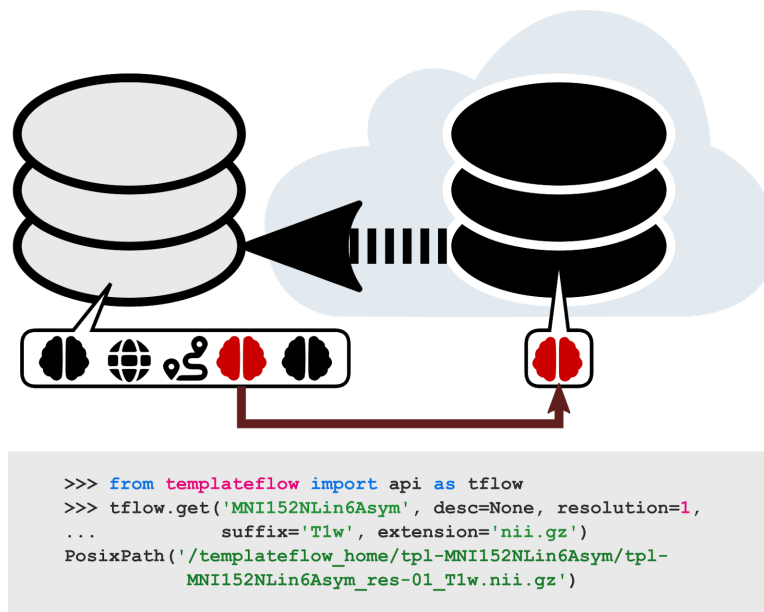 >>> from templateflow import api as tflow
>>> tflow.get('MNI152NLin6Asym', desc=None, resolution=1,
... suffix='T1w', extension='nii.gz')
PosixPath('/templateflow_home/tpl-MNI152NLin6Asym/tpl-
MNI152NLin6Asym_res-01_T1w.nii.gz')